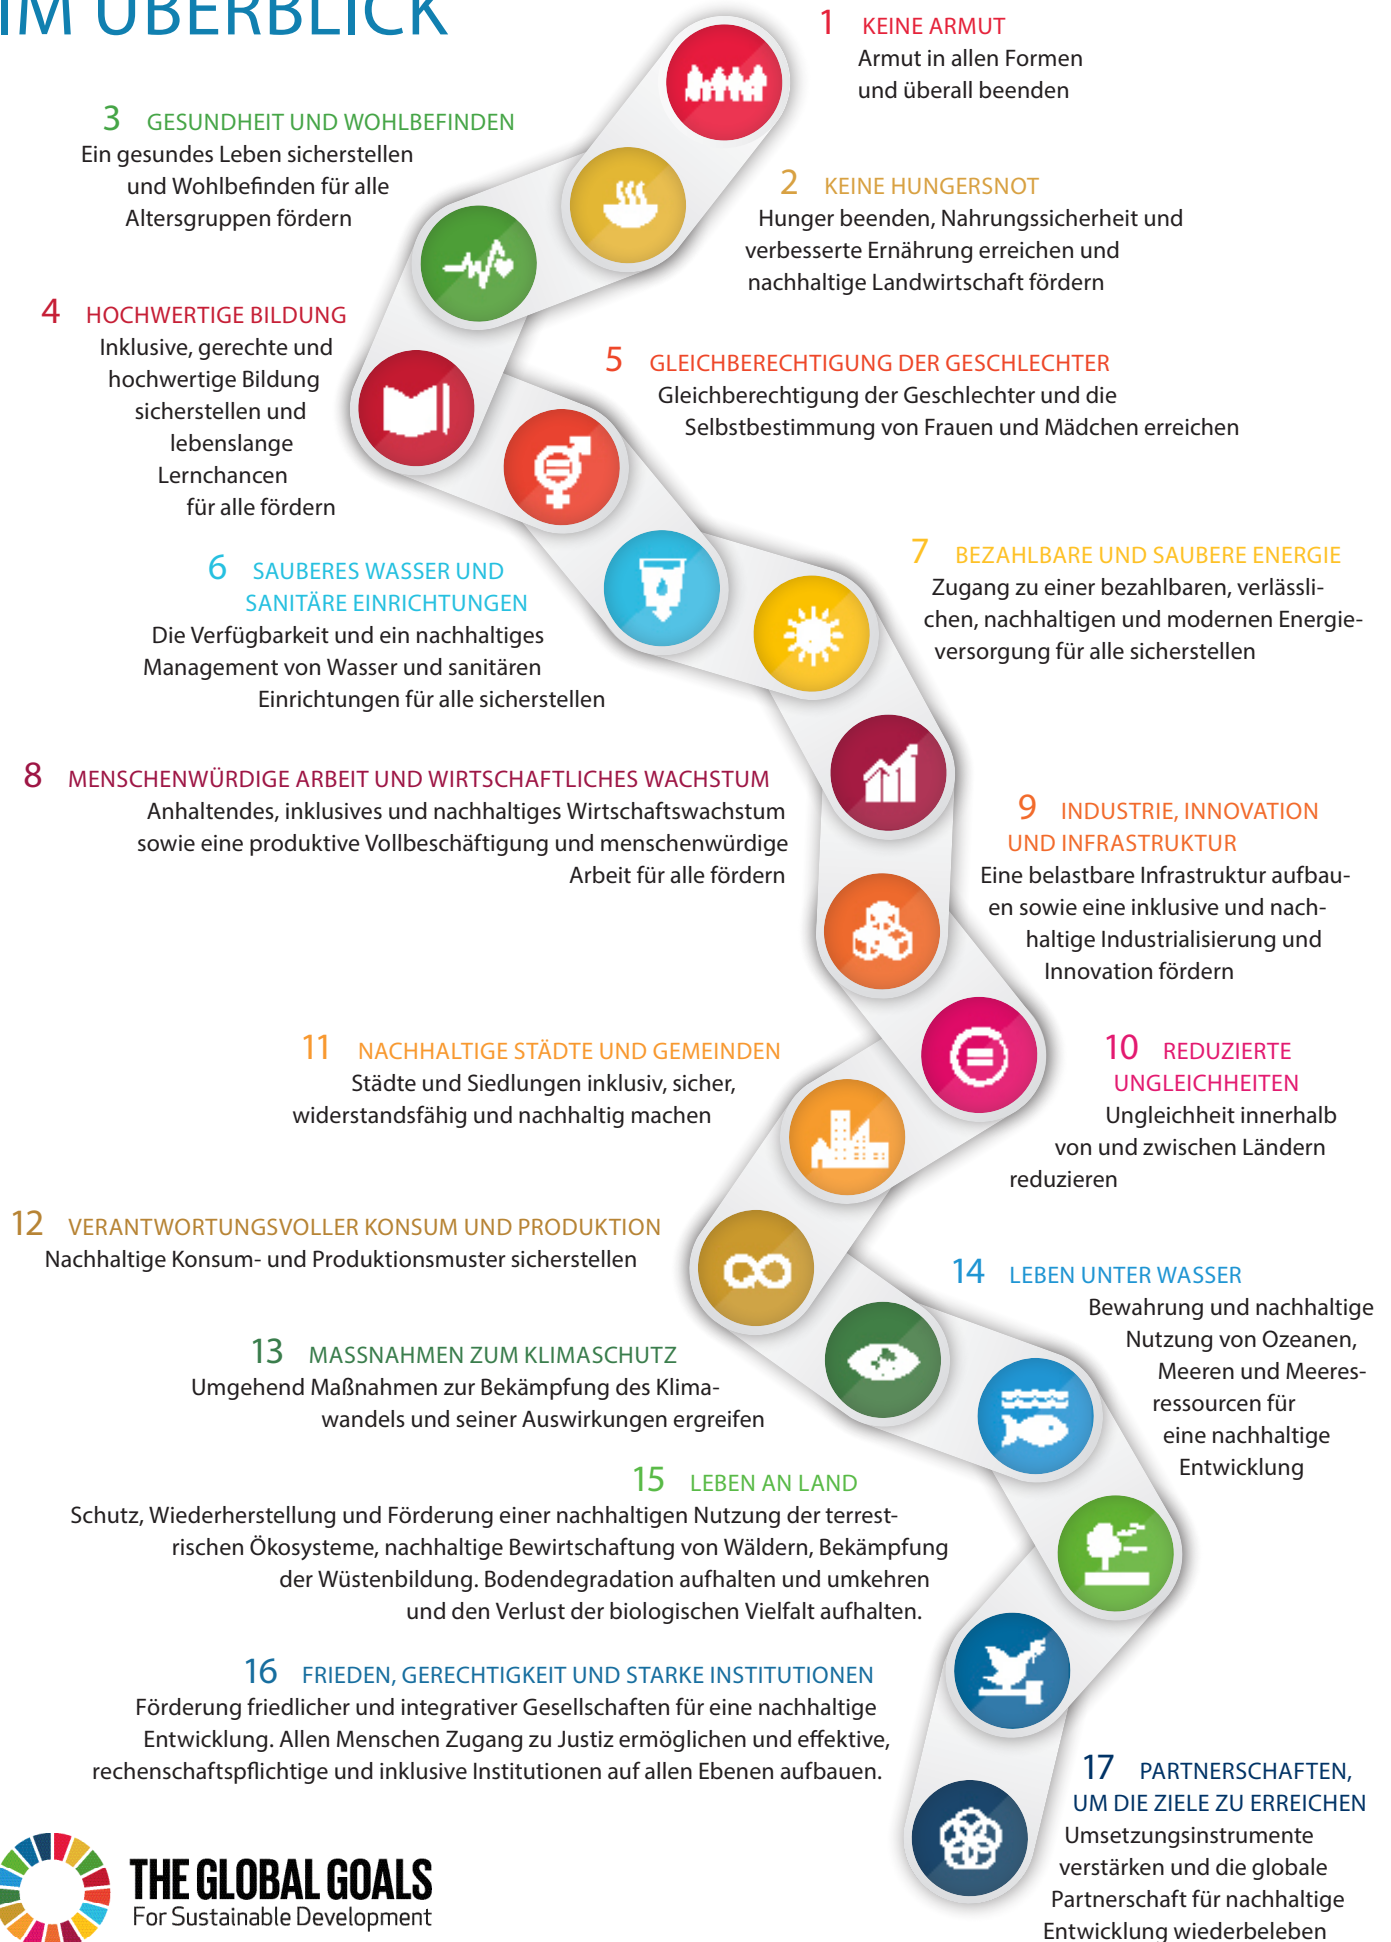 IM ÜBERBLICK
1 KEINE ARMUT
Armut in allen Formen
und überall beenden
2 KEINE HUNGERSNOT
Hunger beenden, Nahrungssicherheit und
verbesserte Ernährung erreichen und
nachhaltige Landwirtschaft fördern
3 GESUNDHEIT UND WOHLBEFINDEN
Ein gesundes Leben sicherstellen
und Wohlbefinden für alle
Altersgruppen fördern
4 HOCHWERTIGE BILDUNG
Inklusive, gerechte und
hochwertige Bildung
sicherstellen und
lebenslange
Lernchancen
für alle fördern
5 GLEICHBERECHTIGUNG DER GESCHLECHTER
Gleichberechtigung der Geschlechter und die
Selbstbestimmung von Frauen und Mädchen erreichen
6 SAUBERES WASSER UND
SANITÄRE EINRICHTUNGEN
Die Verfügbarkeit und ein nachhaltiges
Management von Wasser und sanitären
Einrichtungen für alle sicherstellen
7 BEZAHLBARE UND SAUBERE ENERGIE
Zugang zu einer bezahlbaren, verlässli-
chen, nachhaltigen und modernen Energie-
versorgung für alle sicherstellen
8 MENSCHENWÜRDIGE ARBEIT UND WIRTSCHAFTLICHES WACHSTUM
Anhaltendes, inklusives und nachhaltiges Wirtschaftswachstum
sowie eine produktive Vollbeschäftigung und menschenwürdige
Arbeit für alle fördern
9 INDUSTRIE, INNOVATION
UND INFRASTRUKTUR
Eine belastbare Infrastruktur aufbau-
en sowie eine inklusive und nach-
haltige Industrialisierung und
Innovation fördern
10 REDUZIERTE
UNGLEICHHEITEN
Ungleichheit innerhalb
von und zwischen Ländern
reduzieren
11 NACHHALTIGE STÄDTE UND GEMEINDEN
Städte und Siedlungen inklusiv, sicher,
widerstandsfähig und nachhaltig machen
12 VERANTWORTUNGSVOLLER KONSUM UND PRODUKTION
Nachhaltige Konsum- und Produktionsmuster sicherstellen
13 MASSNAHMEN ZUM KLIMASCHUTZ
Umgehend Maßnahmen zur Bekämpfung des Klima-
wandels und seiner Auswirkungen ergreifen
14 LEBEN UNTER WASSER
Bewahrung und nachhaltige
Nutzung von Ozeanen,
Meeren und Meeres-
ressourcen für
eine nachhaltige
Entwicklung
15 LEBEN AN LAND
Schutz, Wiederherstellung und Förderung einer nachhaltigen Nutzung der terrest-
rischen Ökosysteme, nachhaltige Bewirtschaftung von Wäldern, Bekämpfung
der Wüstenbildung. Bodendegradation aufhalten und umkehren
und den Verlust der biologischen Vielfalt aufhalten.
16 FRIEDEN, GERECHTIGKEIT UND STARKE INSTITUTIONEN
Förderung friedlicher und integrativer Gesellschaften für eine nachhaltige
Entwicklung. Allen Menschen Zugang zu Justiz ermöglichen und effektive,
rechenschaftspflichtige und inklusive Institutionen auf allen Ebenen aufbauen.
17 PARTNERSCHAFTEN,
UM DIE ZIELE ZU ERREICHEN
Umsetzungsinstrumente
verstärken und die globale
Partnerschaft für nachhaltige
Entwicklung wiederbeleben
THE GLOBAL GOALS
For Sustainable Development